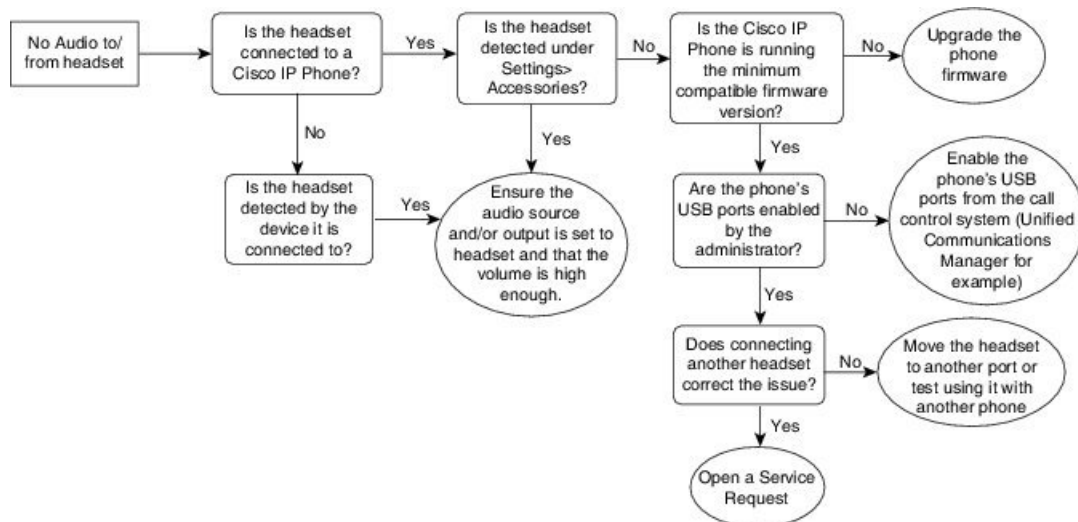 No Audio to/
from headset
Is the headset
connected to a
Cisco IP Phone?
Yes
Is the headset
detected under
Settings>
Accessories?
No
Is the Cisco IP
Phone is running
the minimum
compatible firmware
version?
No
Upgrade the
phone
firmware
No
Yes
Yes
Is the headset
detected by the
device it is
connected to?
Yes
Ensure the
audio source
and/or output is set to
headset and that the
volume is high
enough.
Are the phone's
USB ports enabled
by the
administrator?
No
Enable the
phone's USB
ports from the call
control system (Unified
Communications
Manager for
example)
Yes
Does connecting
another headset
correct the issue?
No
Move the headset
to another port or
test using it with
another phone
Yes
Open a Service
Request